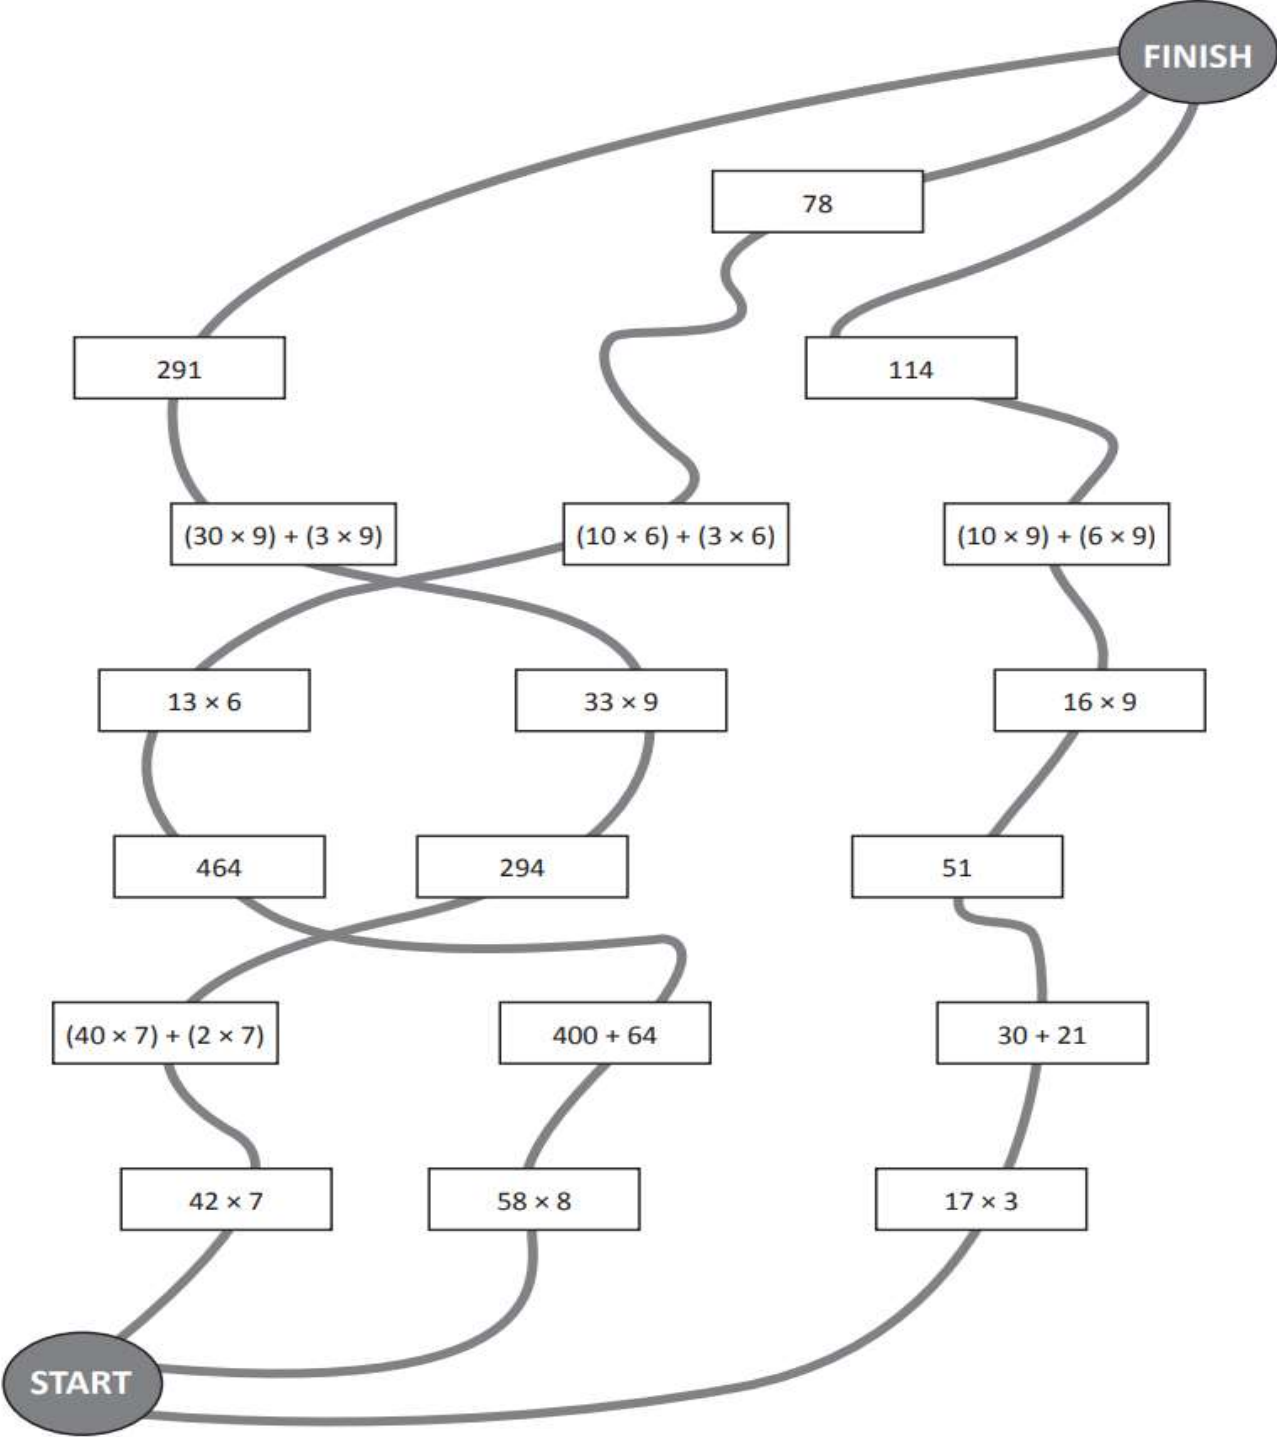 FINISH
78
291
114
(30 × 9) + (3 × 9)
(10 × 6) + (3 × 6)
(10 × 9) + (6 × 9)
13 × 6
33 × 9
16 × 9
464
294
51
(40 × 7) + (2 × 7)
400 + 64
30 + 21
42 × 7
58 × 8
17 × 3
START